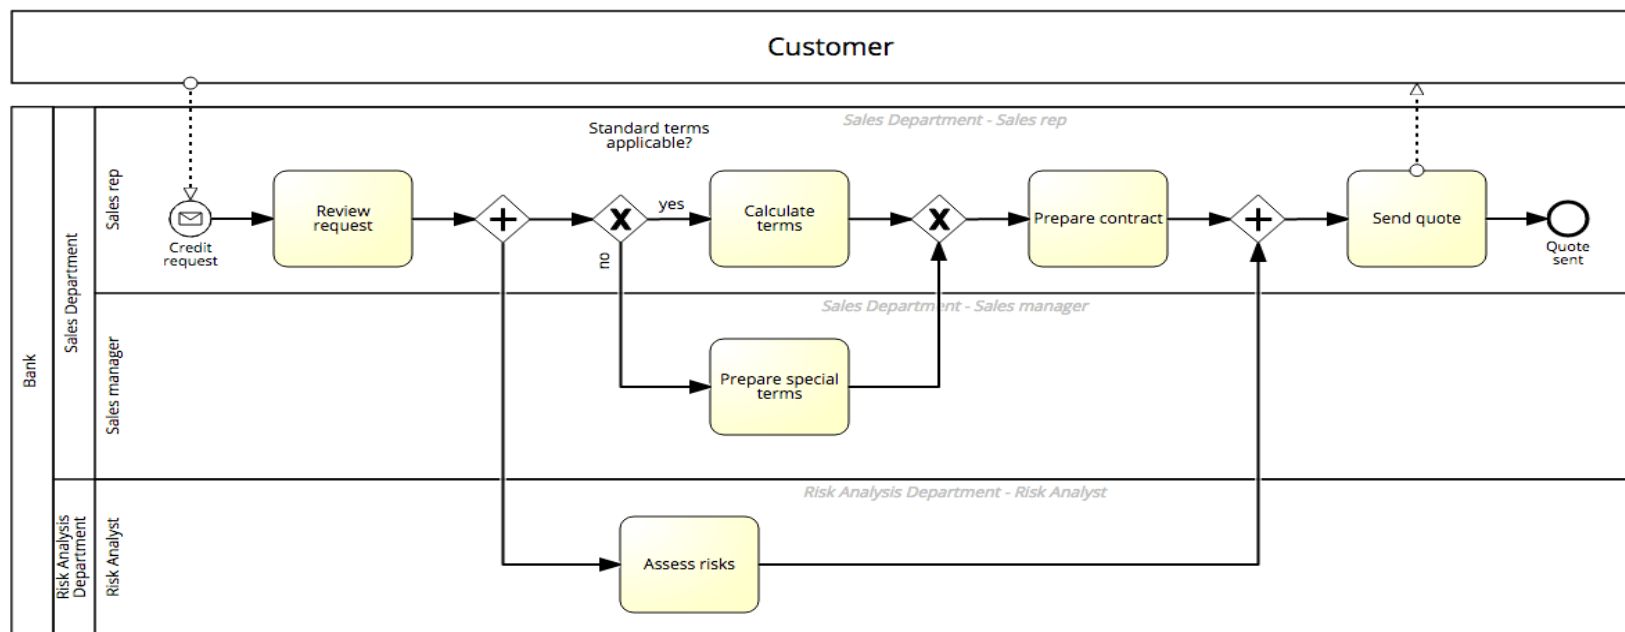 Customer
Sales Department - Sales rep
Standard terms
applicable?
Sales rep
Review
request
yes
Calculate
terms
Prepare contract
Send quote
Credit
request
no
Quote
sent
Sales Department
Sales Department - Sales manager
Bank
Sales manager
Prepare special
terms
Risk Analysis Department - Risk Analyst
Risk Analysis
Department
Risk Analyst
Assess risks